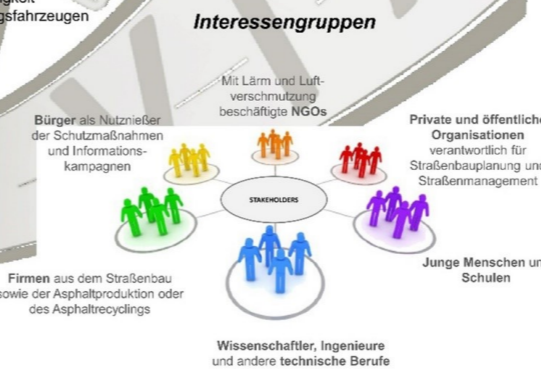 gsfahrzeugen
Interessengruppen
Mit Lärm und Luft-
verschmutzung
beschäftigte NGOs
Bürger als Nutznießer
der Schutzmaßnahmen
und Informations-
kampagnen
Private und öffentliche
Organisationen
verantwortlich für
Straßenbauplanung und
Straßenmanagement
STAKEHOLDERS
Junge Menschen un
Schulen
Firmen aus dem Straßenbau
sowie der Asphaltproduktion oder
des Asphaltrecyclings
Wissenschaftler, Ingenieure
und andere technische Berufe